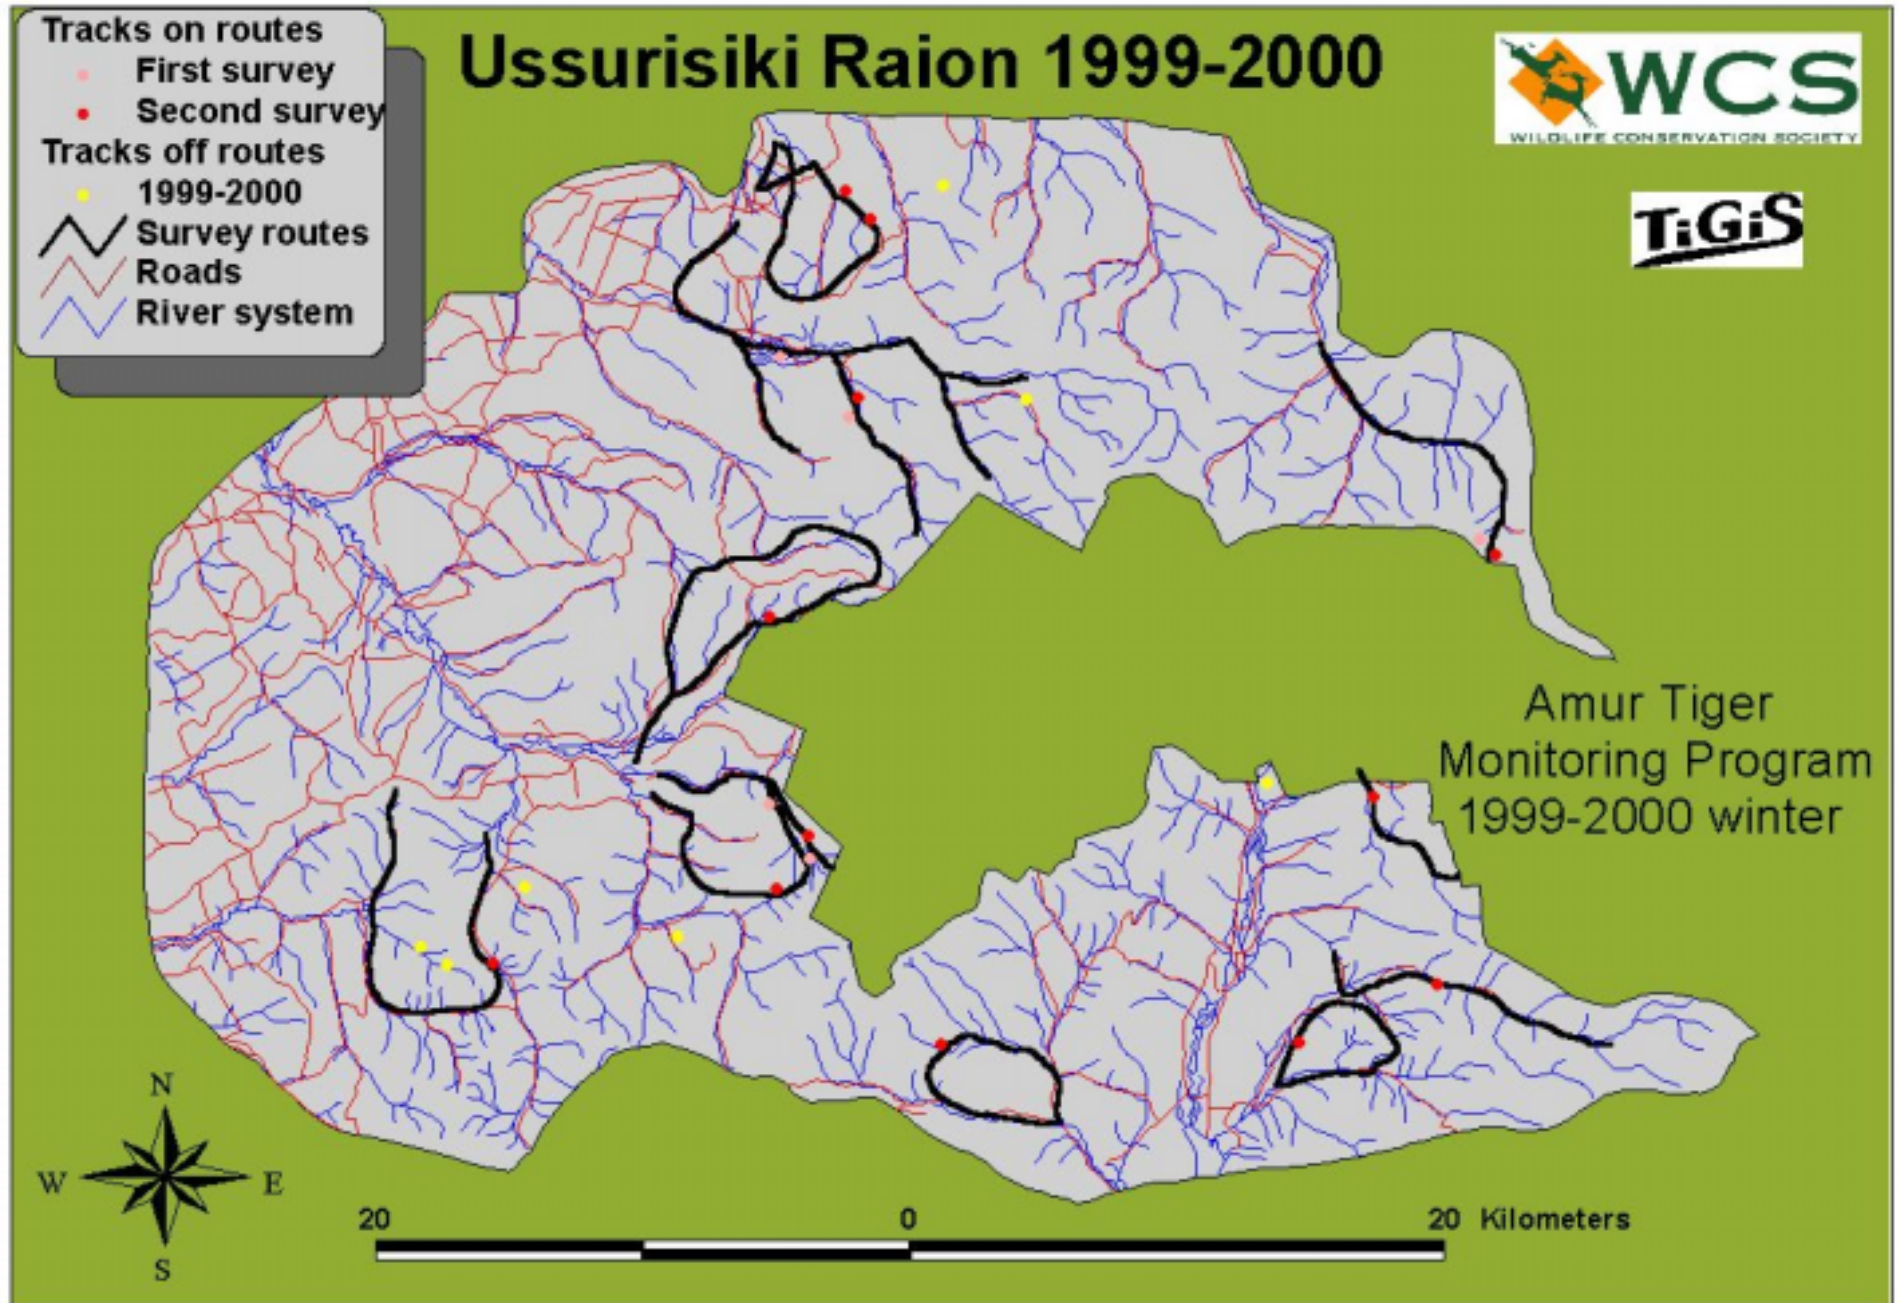 Tracks on routes
First survey
Second survey
Tracks off routes
1999-2000
Survey routes
Roads
River system
Ussurisiki Raion 1999-2000
WCS
WILDLIFE CONSERVATION SOCIETY
TiGiS
Amur Tiger
Monitoring Program
1999-2000 winter
N
W E
S
20 0 20 Kilometers